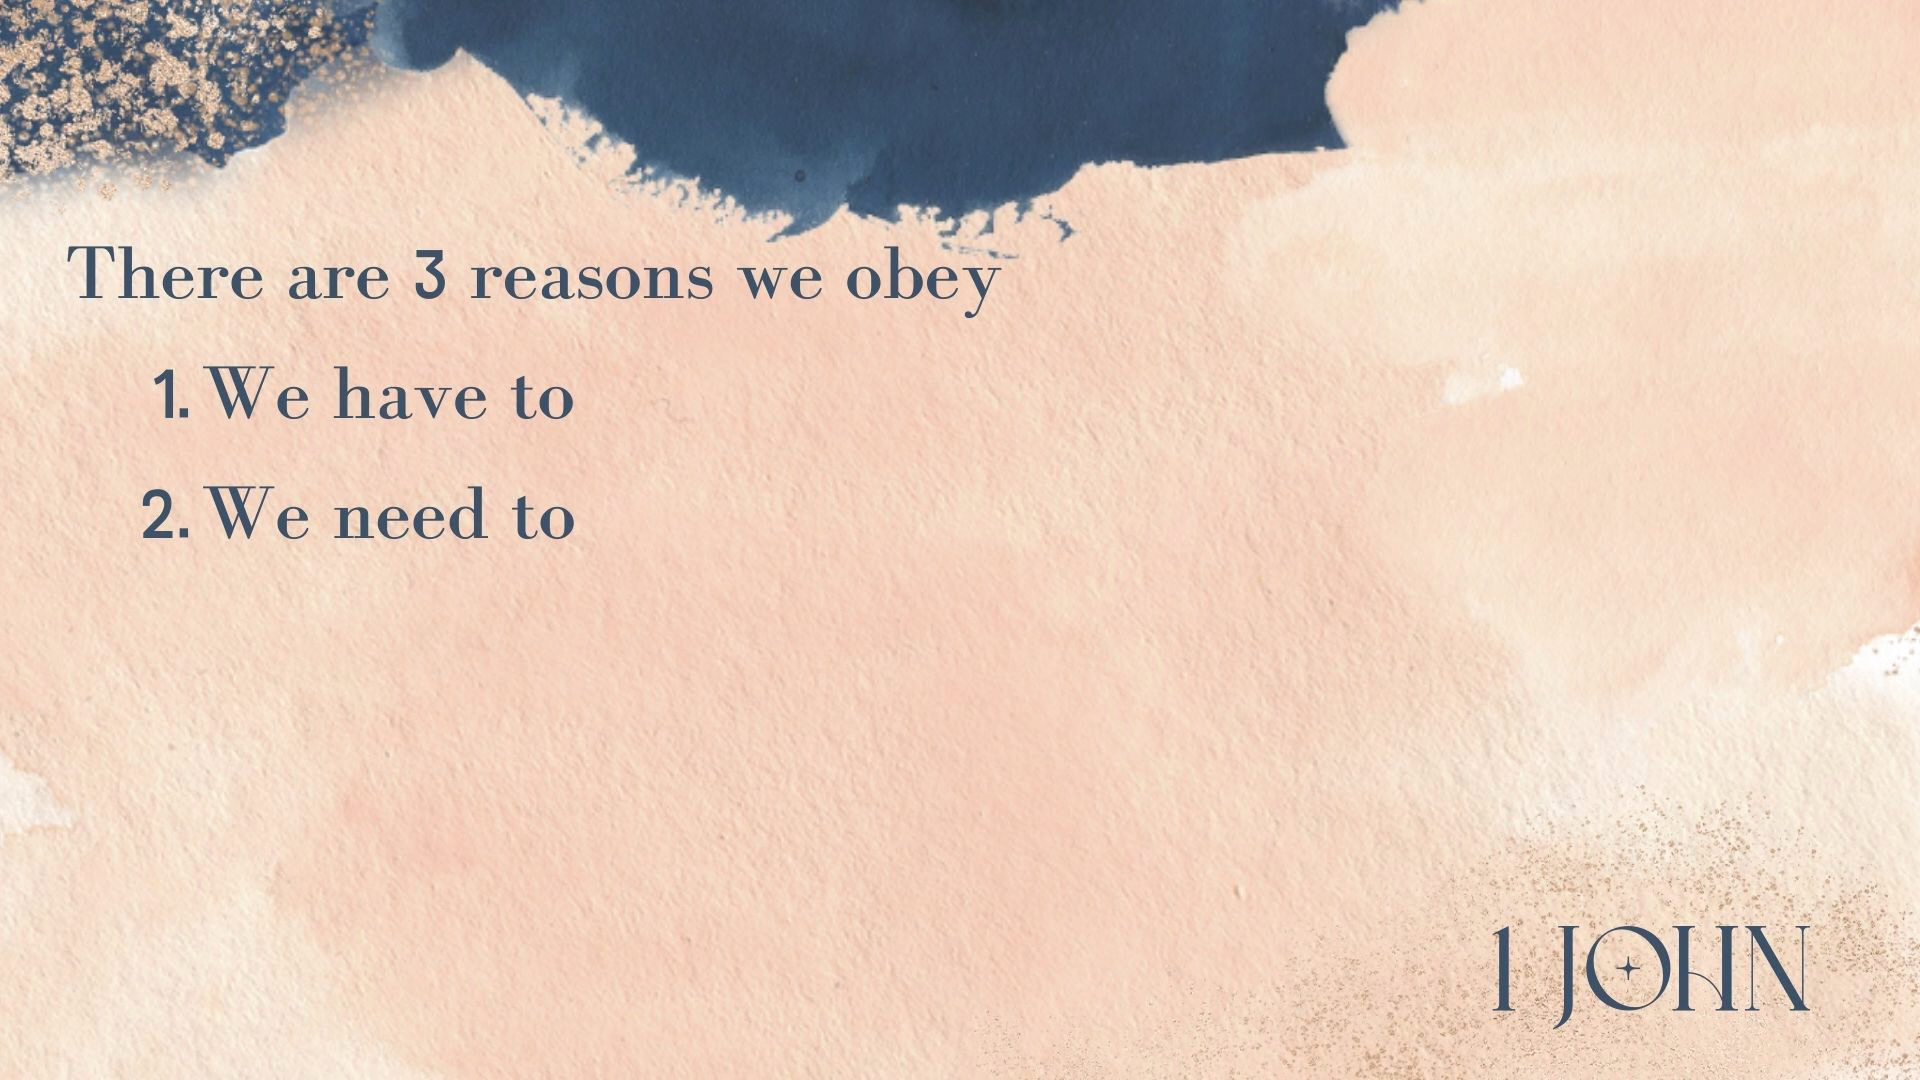 There are 3 reasons we obey
1. We have to
2. We need to
1 JOHN